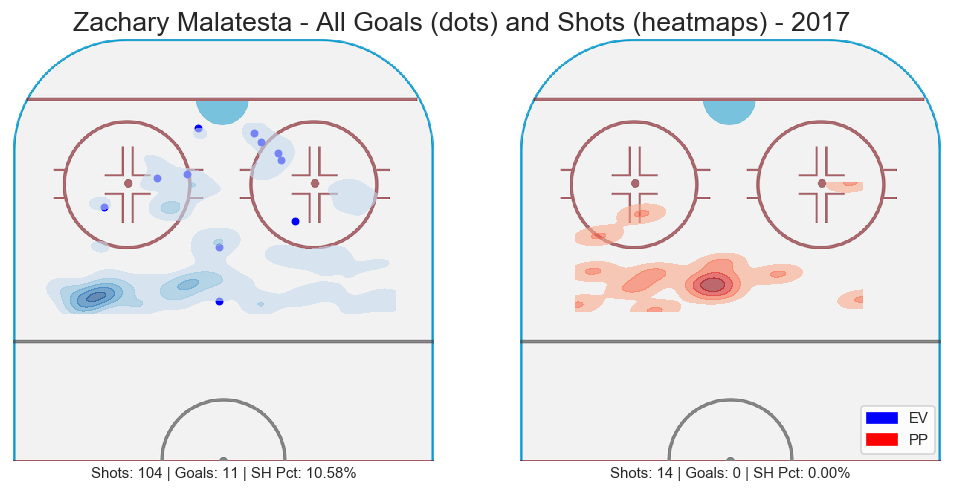 Zachary Malatesta - All Goals (dots) and Shots (heatmaps) - 2017
EV
PP
Shots: 104 | Goals: 11 | SH Pct: 10.58%
Shots: 14 | Goals: 0 | SH Pct: 0.00%